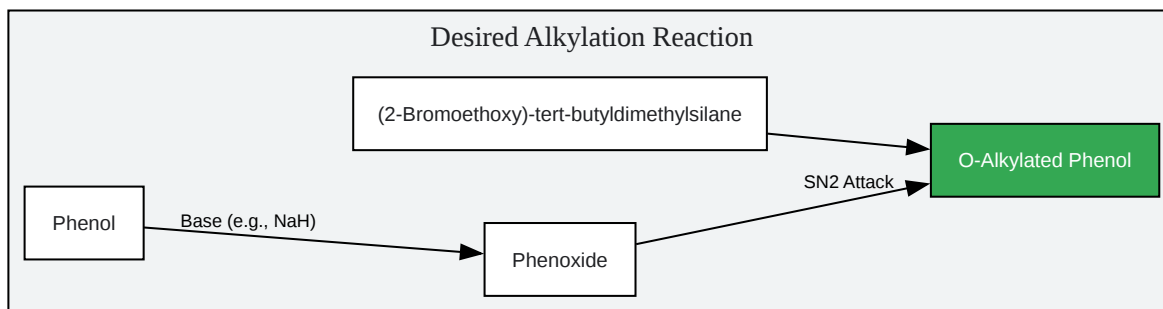 Desired Alkylation Reaction
(2-Bromoethoxy)-tert-butyldimethylsilane
O-Alkylated Phenol
SN2 Attack
Phenol
Base (e.g., NaH)
Phenoxide